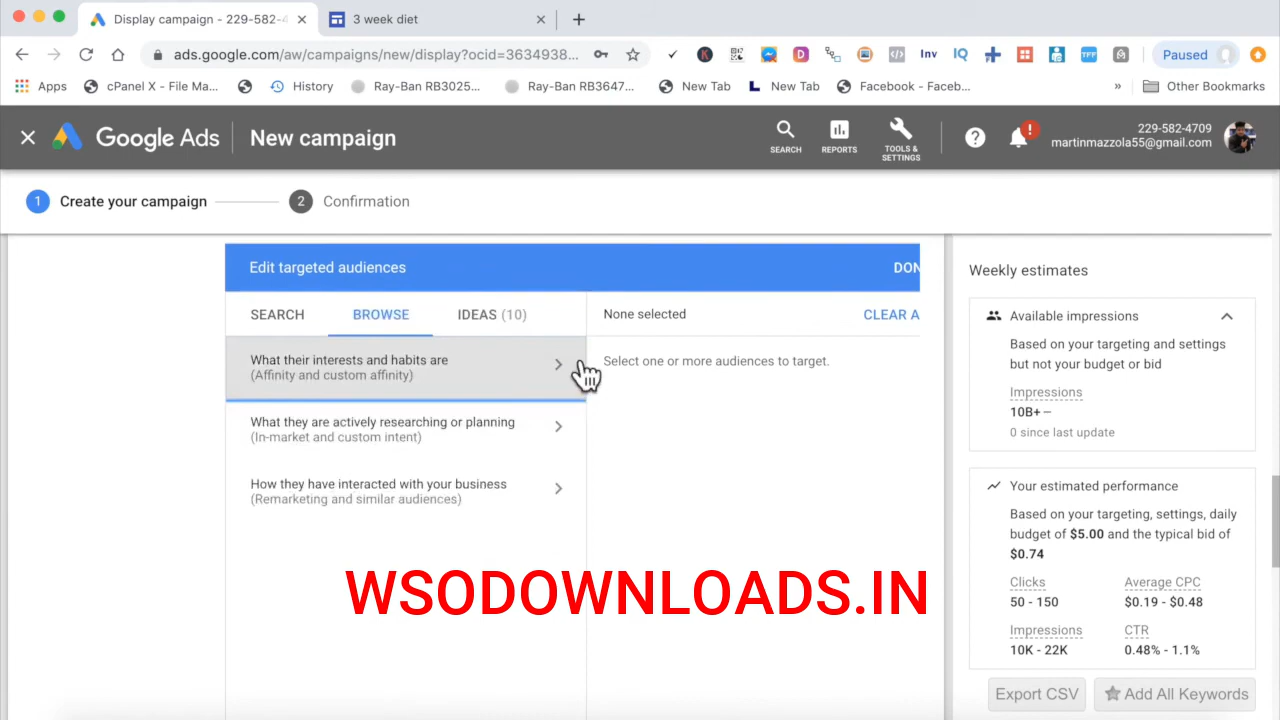 Display campaign - 229-582-4
3 week diet
ads.google.com/aw/campaigns/new/display?ocid=3634938...
Inv
IQ
TFF
Paused
Apps
cPanel X - File Ma...
History
Ray-Ban RB3025...
Ray-Ban RB3647...
New Tab
New Tab
Facebook - Faceb...
»
Other Bookmarks
Google Ads
New campaign
SEARCH
REPORTS
TOOLS &
SETTINGS
229-582-4709
martinmazzola55@gmail.com
1
Create your campaign
2
Confirmation
Edit targeted audiences
DON
SEARCH
BROWSE
IDEAS (10)
None selected
CLEAR A
What their interests and habits are
(Affinity and custom affinity)
Select one or more audiences to target.
What they are actively researching or planning
(In-market and custom intent)
How they have interacted with your business
(Remarketing and similar audiences)
Weekly estimates
Available impressions
Based on your targeting and settings
but not your budget or bid
Impressions
10B+ –
0 since last update
Your estimated performance
Based on your targeting, settings, daily
budget of $5.00 and the typical bid of
$0.74
Clicks
Average CPC
50 - 150
$0.19 - $0.48
Impressions
CTR
10K - 22K
0.48% - 1.1%
Export CSV
Add All Keywords
WSODOWNLOADS.IN